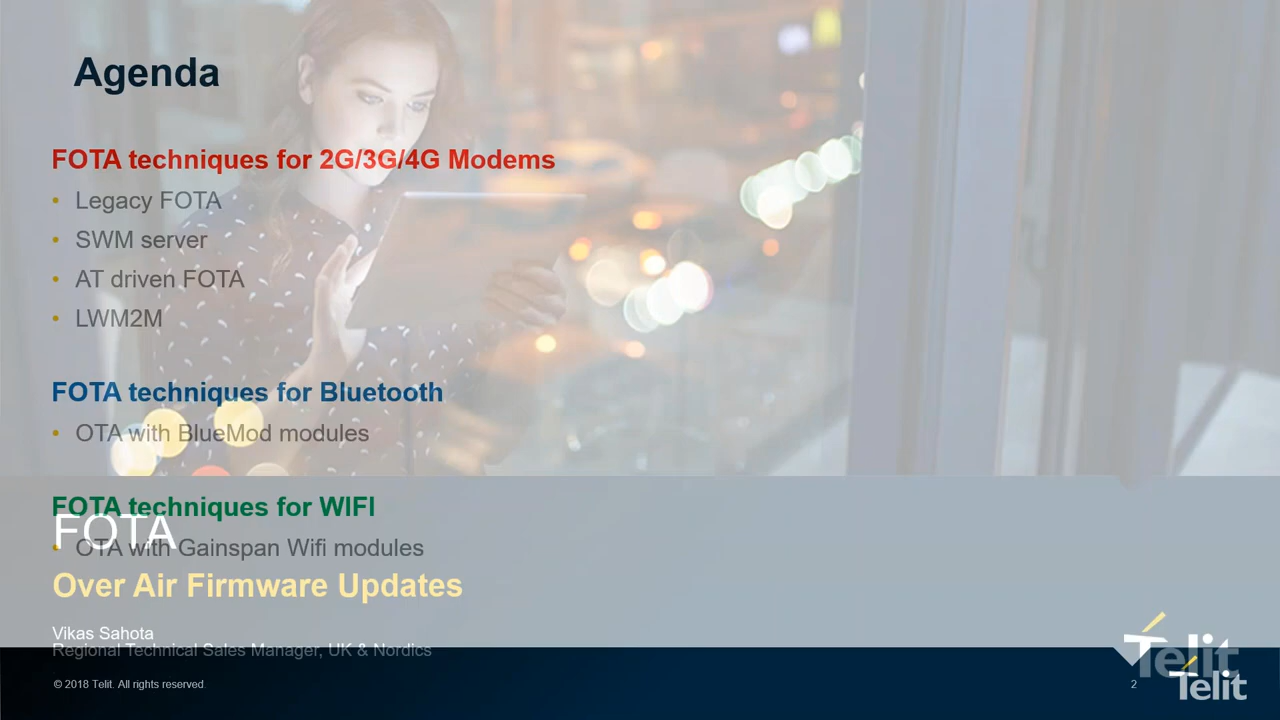 Agenda
FOTA techniques for 2G/3G/4G Modems
• Legacy FOTA
• SWM server
• AT driven FOTA
• LWM2M
FOTA techniques for Bluetooth
• OTA with BlueMod modules
FOTA techniques for WIFI
FOTA
• OTA with Gainspan Wifi modules
Over Air Firmware Updates
Vikas Sahota
Regional Technical Sales Manager, UK & Nordics
Telit
© 2018 Telit. All rights reserved.
2
Telit